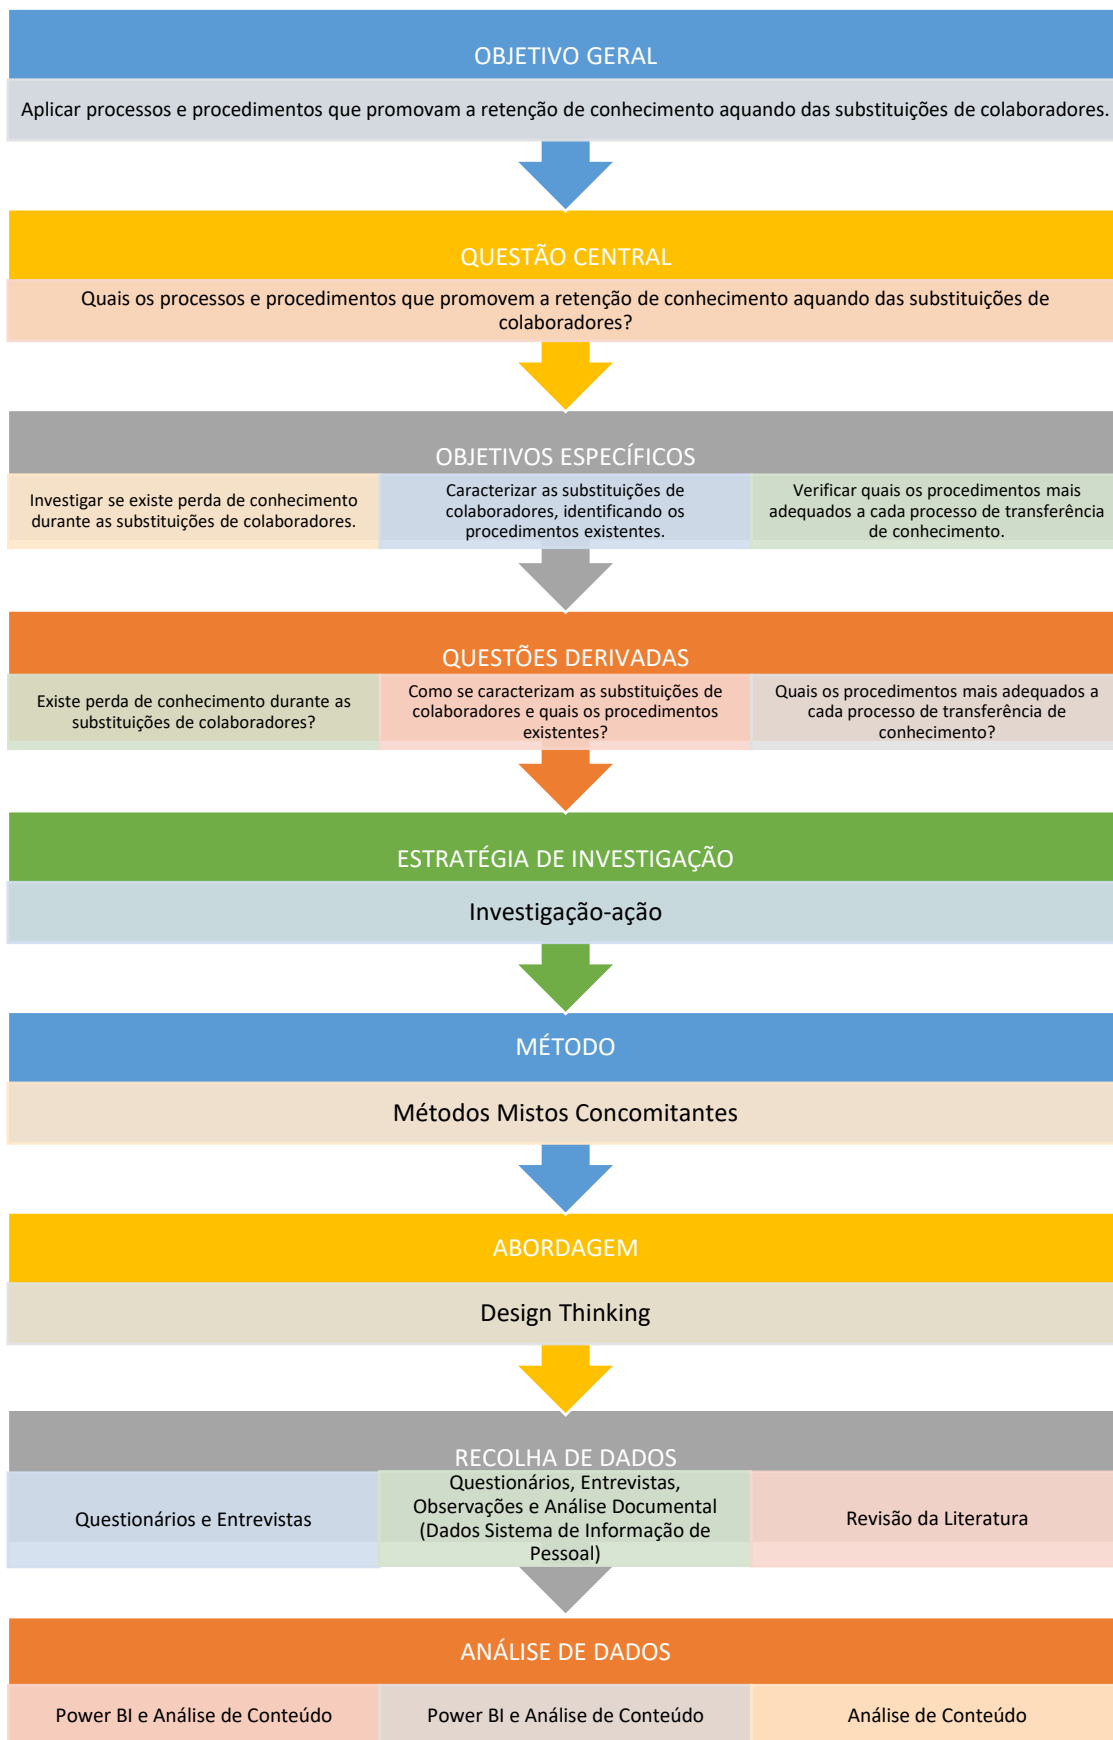 OBJETIVO GERAL
Aplicar processos e procedimentos que promovam a retenção de conhecimento aquando das substituições de colaboradores.
QUESTÃO CENTRAL
Quais os processos e procedimentos que promovem a retenção de conhecimento aquando das substituições de
colaboradores?
OBJETIVOS ESPECÍFICOS
Investigar se existe perda de conhecimento
durante as substituições de colaboradores.
Caracterizar as substituições de
colaboradores, identificando os
procedimentos existentes.
Verificar quais os procedimentos mais
adequados a cada processo de transferência
de conhecimento.
QUESTÕES DERIVADAS
Existe perda de conhecimento durante as
substituições de colaboradores?
Como se caracterizam as substituições de
colaboradores e quais os procedimentos
existentes?
Quais os procedimentos mais adequados a
cada processo de transferência de
conhecimento?
ESTRATÉGIA DE INVESTIGAÇÃO
Investigação-ação
MÉTODO
Métodos Mistos Concomitantes
ABORDAGEM
Design Thinking
RECOLHA DE DADOS
Questionários e Entrevistas
Questionários, Entrevistas,
Observações e Análise Documental
(Dados Sistema de Informação de
Pessoal)
Revisão da Literatura
ANÁLISE DE DADOS
Power BI e Análise de Conteúdo
Power BI e Análise de Conteúdo
Análise de Conteúdo